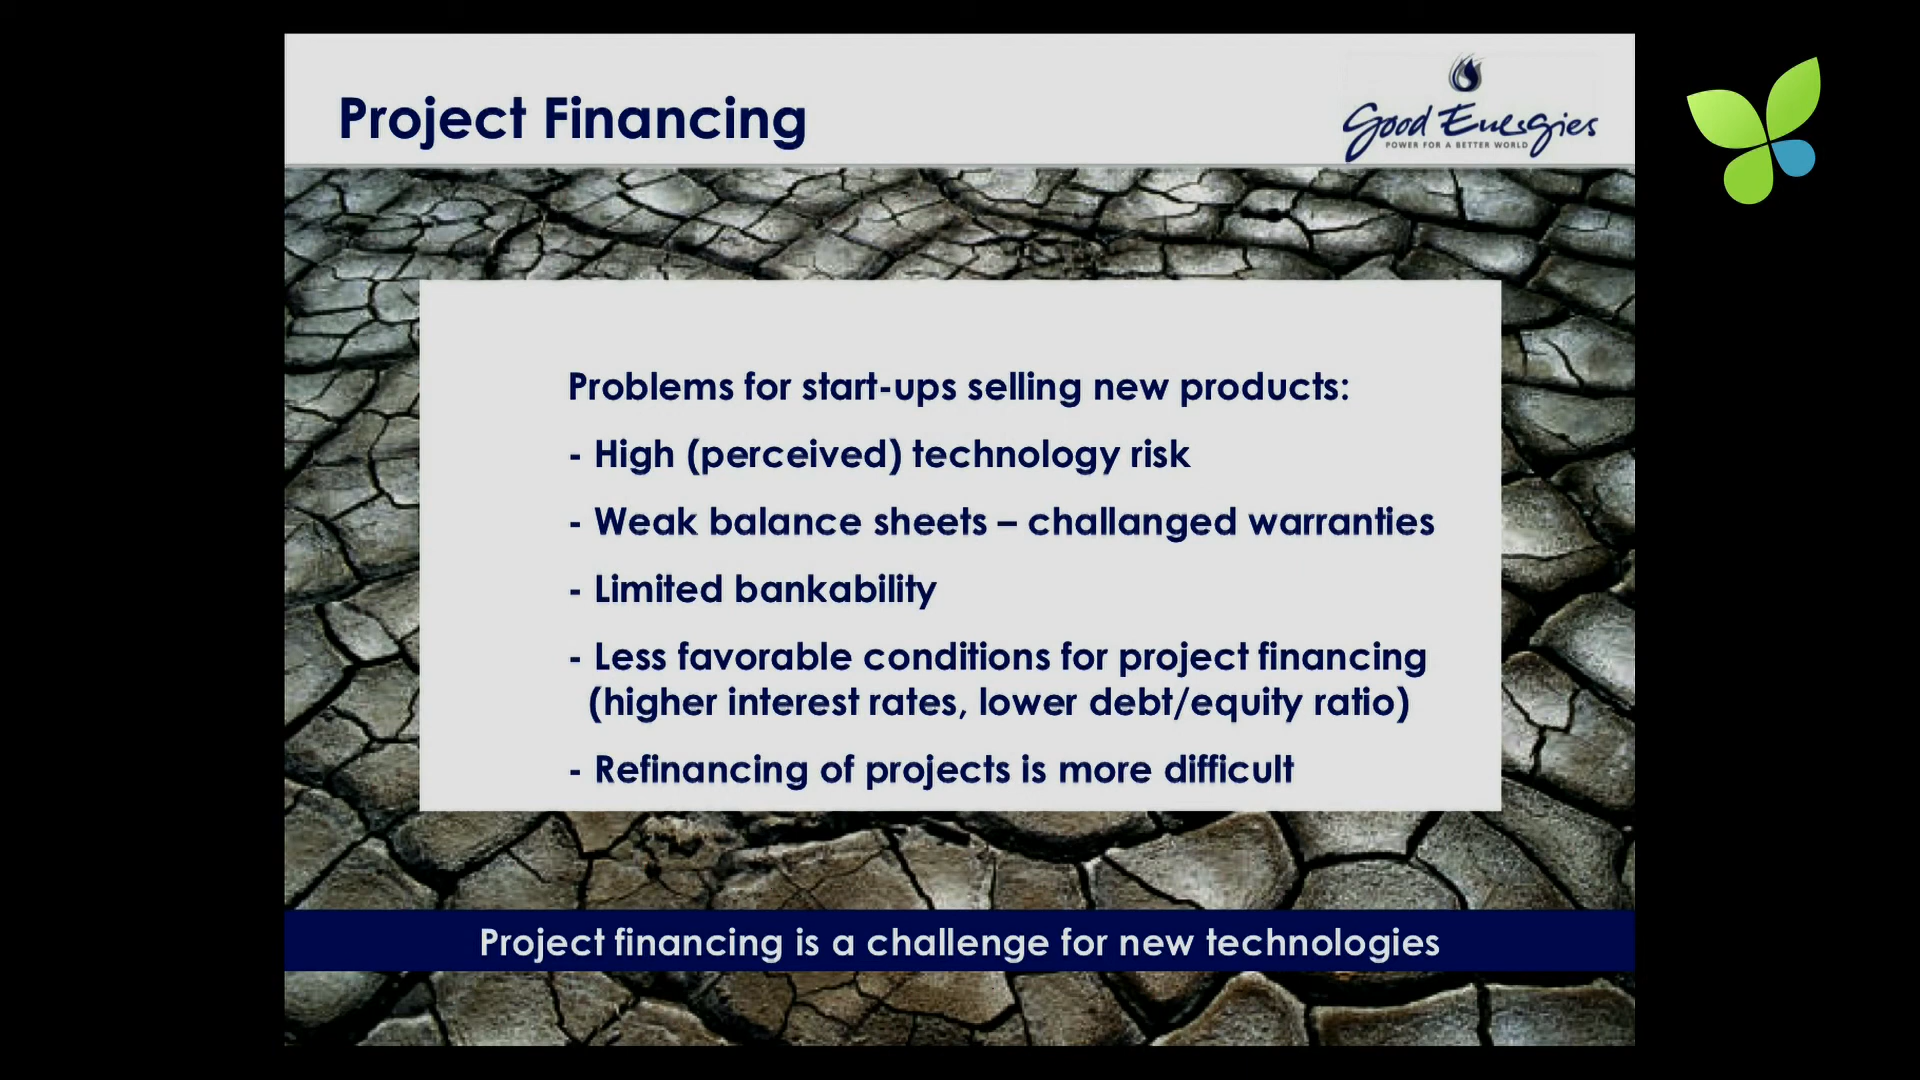 Project Financing
Good Energies
POWER FOR A BETTER WORLD
Problems for start-ups selling new products:
- High (perceived) technology risk
- Weak balance sheets – challanged warranties
- Limited bankability
- Less favorable conditions for project financing
(higher interest rates, lower debt/equity ratio)
- Refinancing of projects is more difficult
Project financing is a challenge for new technologies